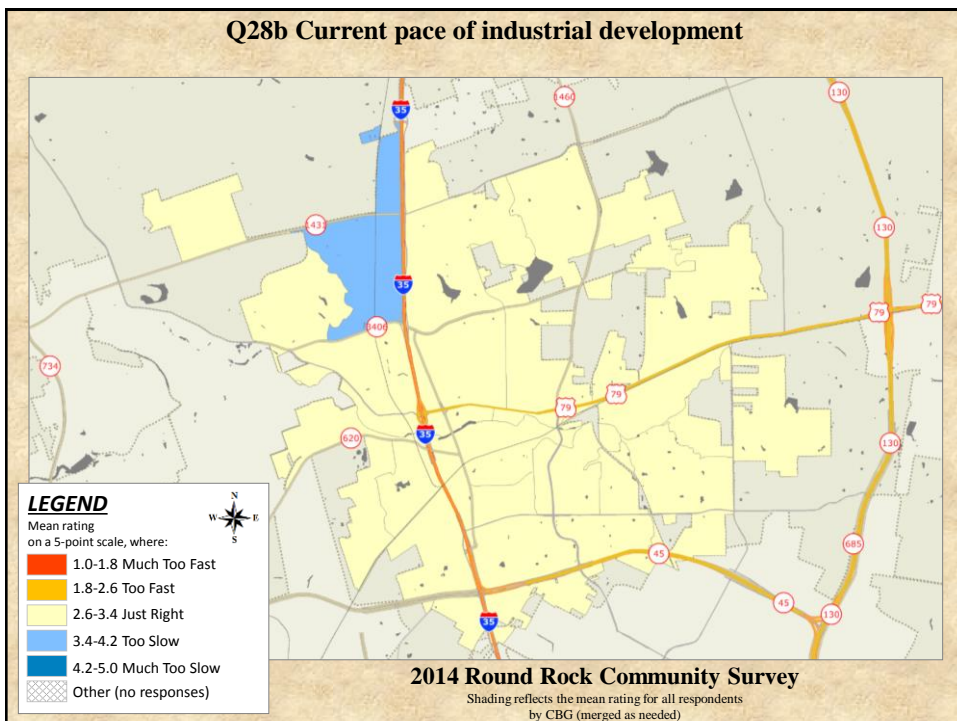 Q28b Current pace of industrial development
35
1460
130
1431
130
35
79
79
3406
734
79
79
35
620
130
685
45
45
130
35
LEGEND
N
W E
S
Mean rating
on a 5-point scale, where:
1.0-1.8 Much Too Fast
1.8-2.6 Too Fast
2.6-3.4 Just Right
3.4-4.2 Too Slow
4.2-5.0 Much Too Slow
Other (no responses)
2014 Round Rock Community Survey
Shading reflects the mean rating for all respondents
by CBG (merged as needed)